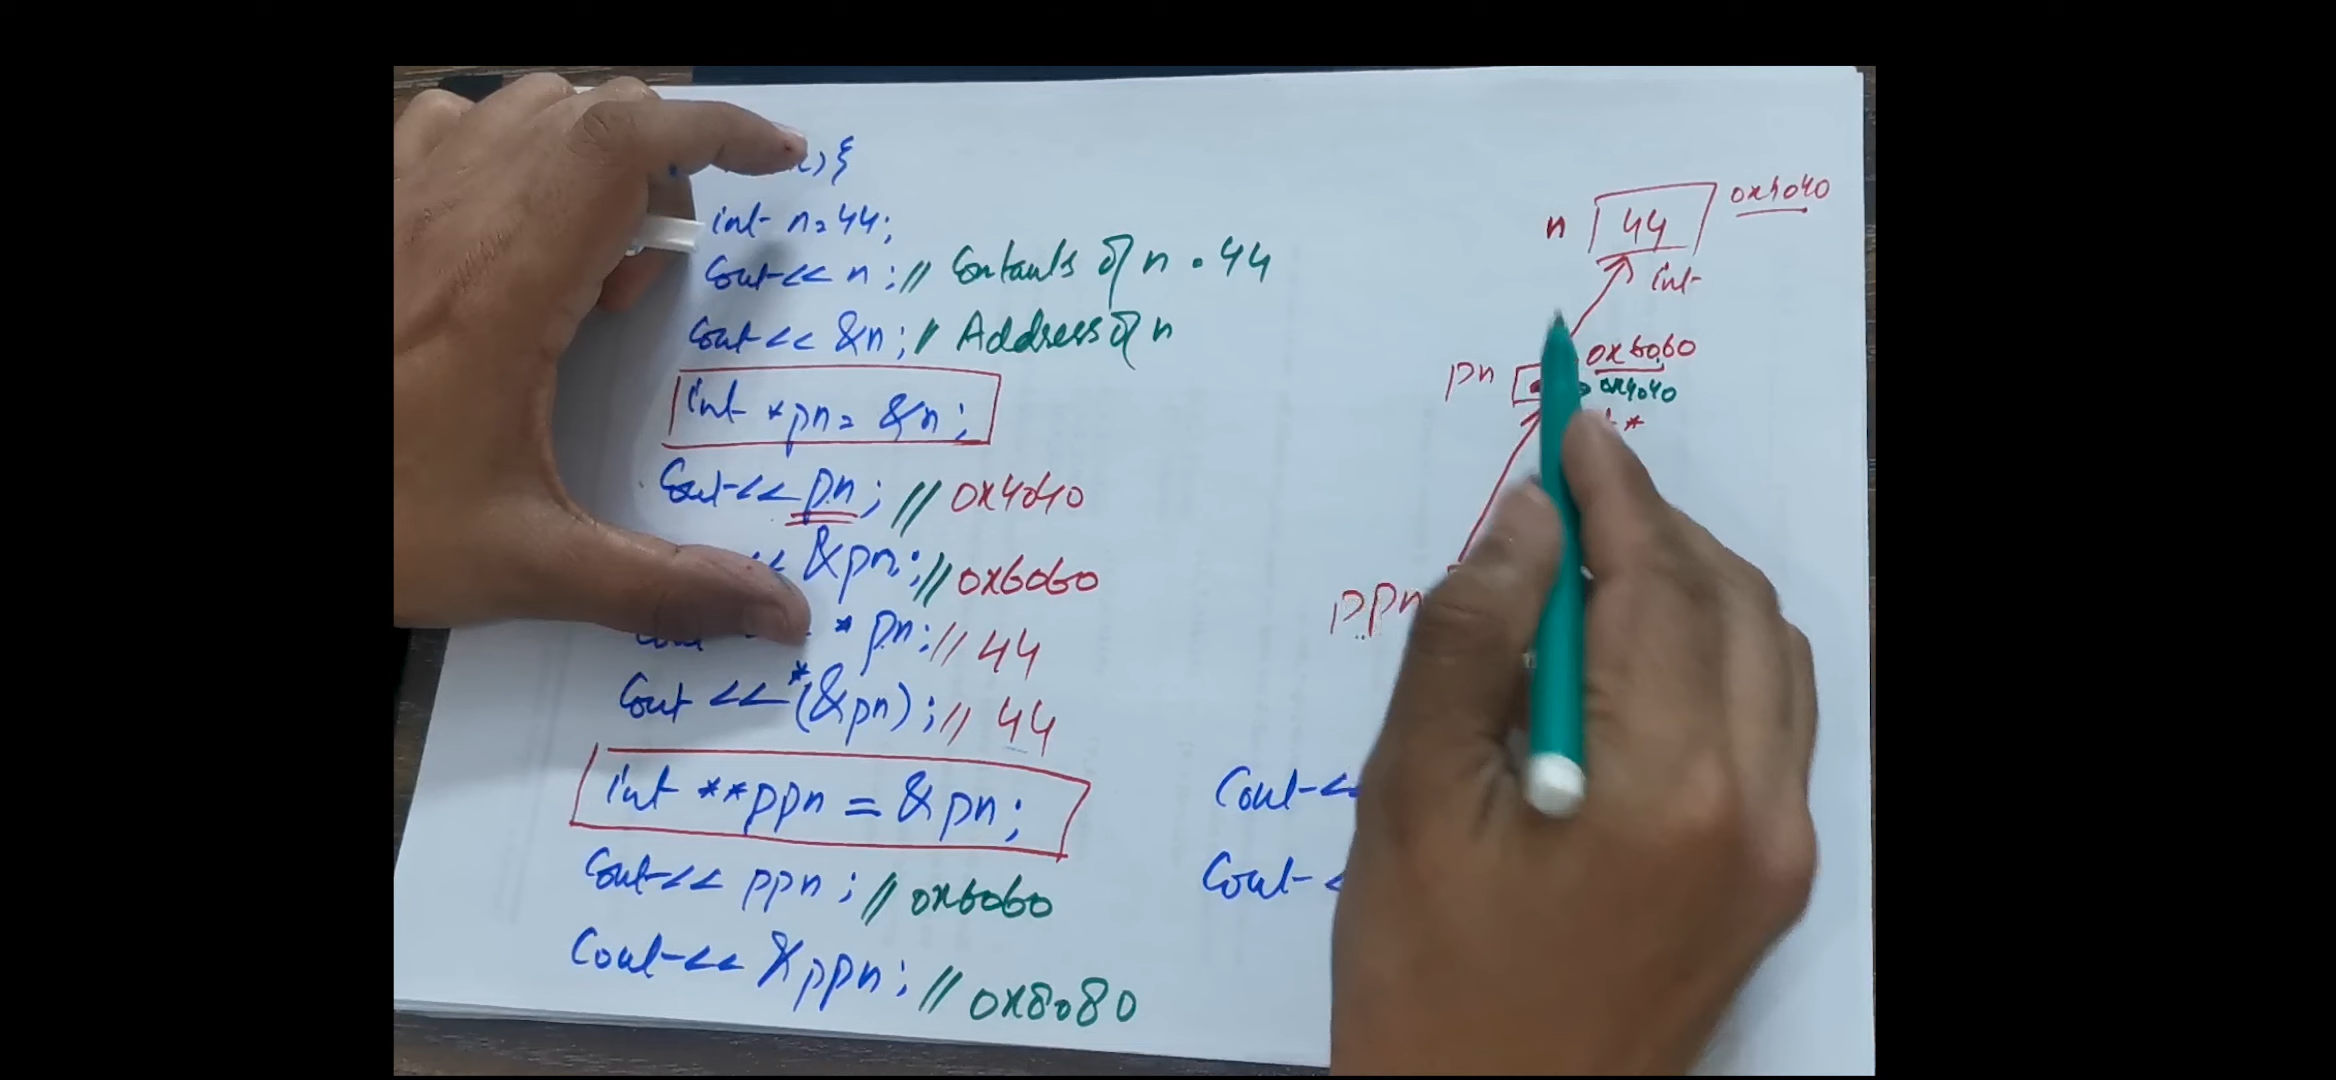 ) {
int n=44;
Cout<< n ; // Contants of n = 44
Cout << &n ; // Address of n
int *pn= &n ;
Cout<< pn ; // 0x4040
< &pn ; // 0x6060
Cout * pn ; // 44
Cout << *(&pn) ; // 44
int **ppn = &pn ;
Cout<< ppn ; // 0x6060
Cout<< &ppn ; // 0x8080
n 44 0x4040
int
pn 0x6060
0x4040
*
ppn
Cout<<
Cout <